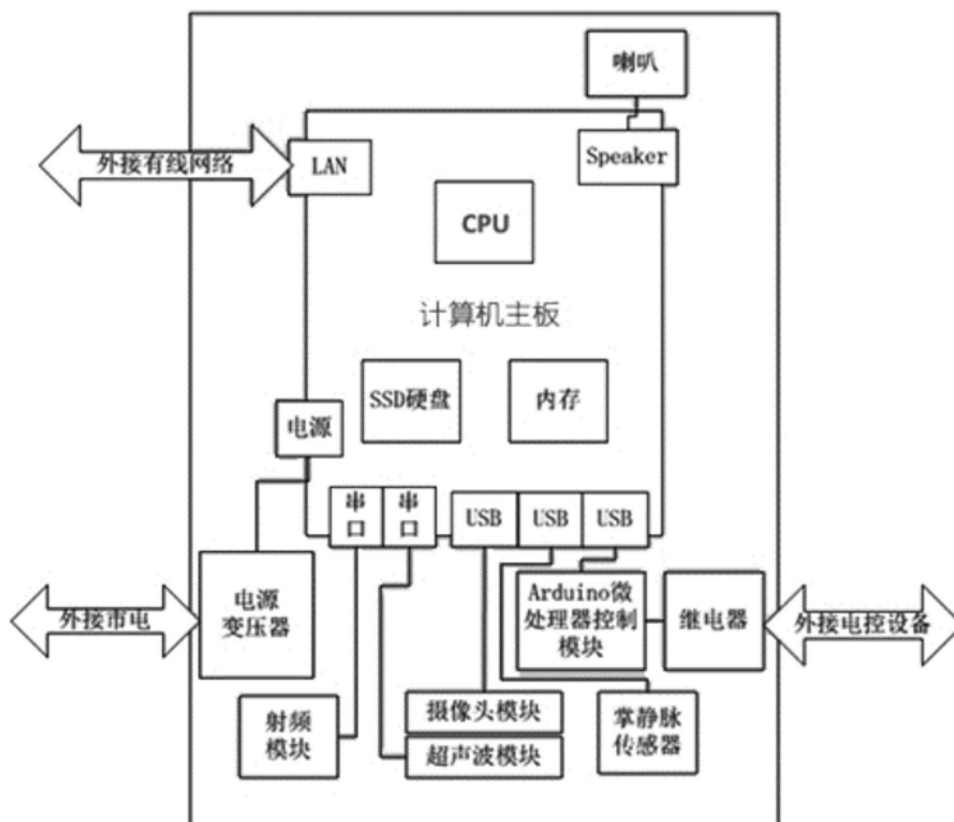 喇叭
外接有线网络
LAN
Speaker
CPU
计算机主板
SSD硬盘
内存
电源
串
口
串
口
USB
USB
USB
外接市电
电源
变压器
Arduino微
处理器控制
模块
继电器
外接电控设备
射频
模块
摄像头模块
超声波模块
掌静脉
传感器